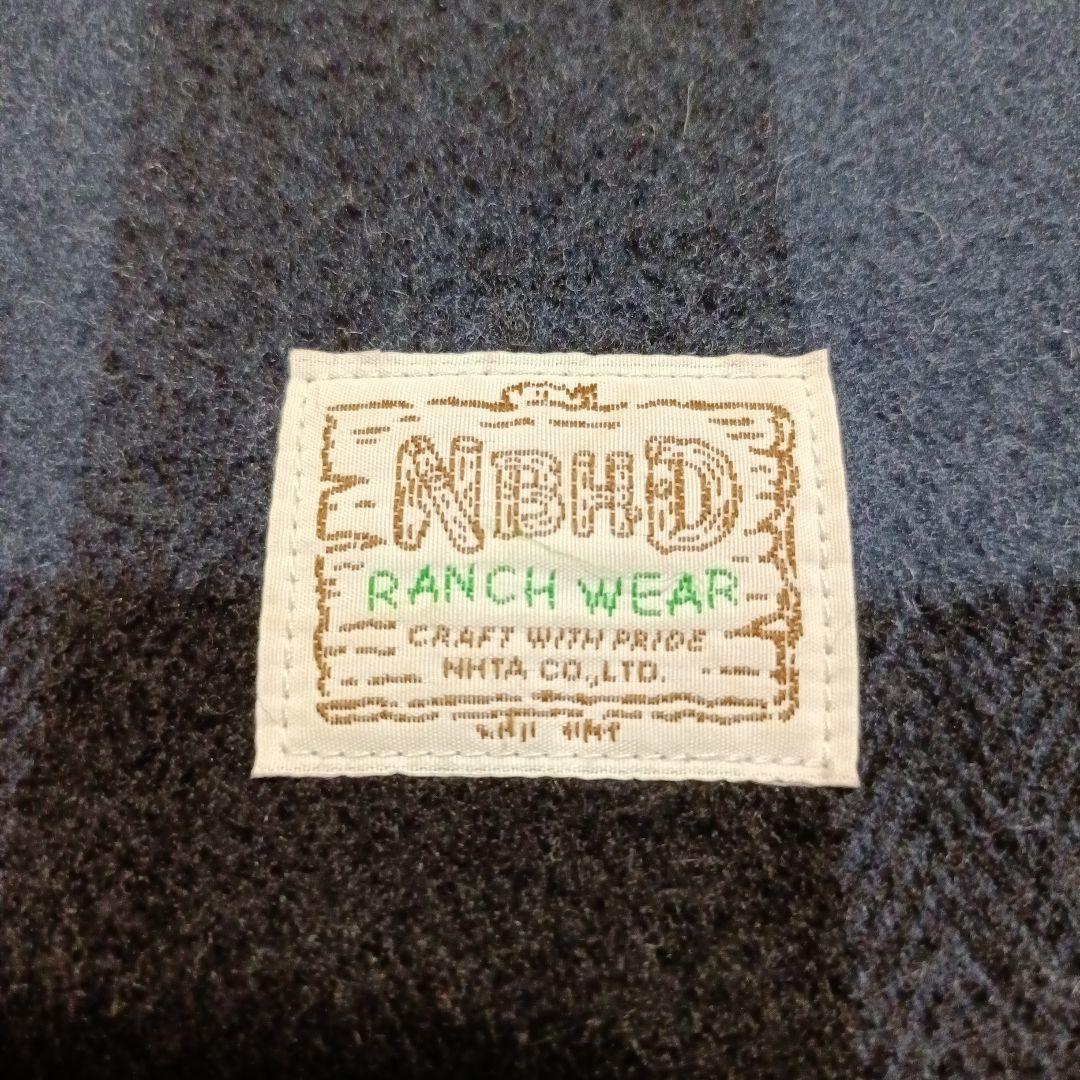 NBHD
RANCH WEAR
CRAFT WITH PRIDE
NHTA CO.,LTD.